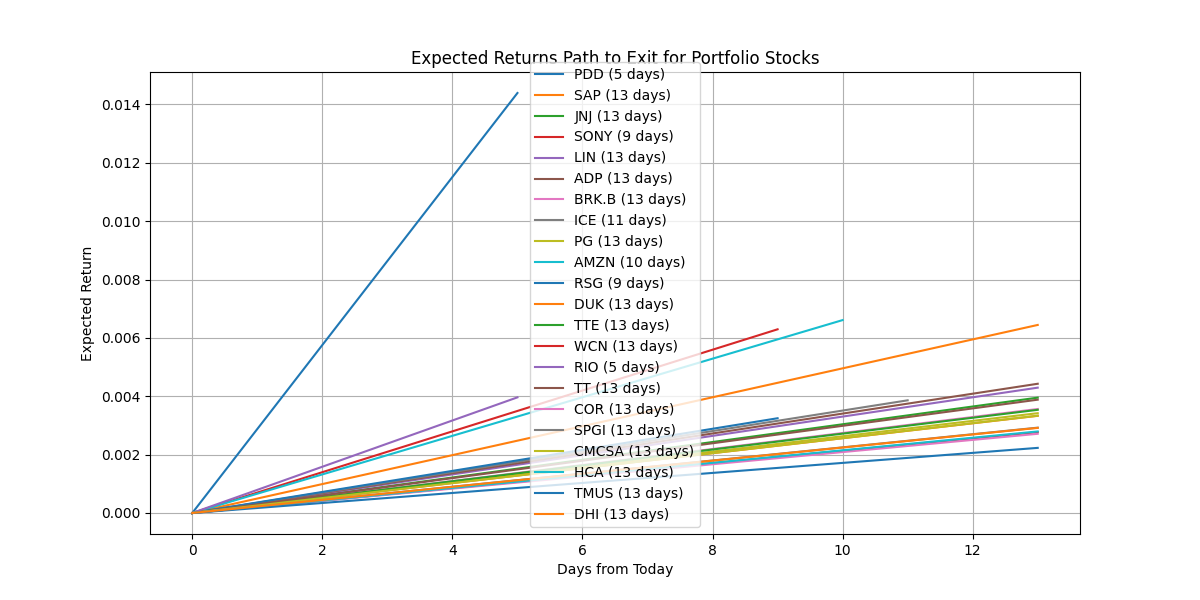 Expected Returns Path to Exit for Portfolio Stocks
PDD (5 days)
SAP (13 days)
JNJ (13 days)
SONY (9 days)
LIN (13 days)
ADP (13 days)
BRK.B (13 days)
ICE (11 days)
PG (13 days)
AMZN (10 days)
RSG (9 days)
DUK (13 days)
TTE (13 days)
WCN (13 days)
RIO (5 days)
TT (13 days)
COR (13 days)
SPGI (13 days)
CMCSA (13 days)
HCA (13 days)
TMUS (13 days)
DHI (13 days)
Expected Return
0.014
0.012
0.010
0.008
0.006
0.004
0.002
0.000
0 2 4 6 8 10 12
Days from Today